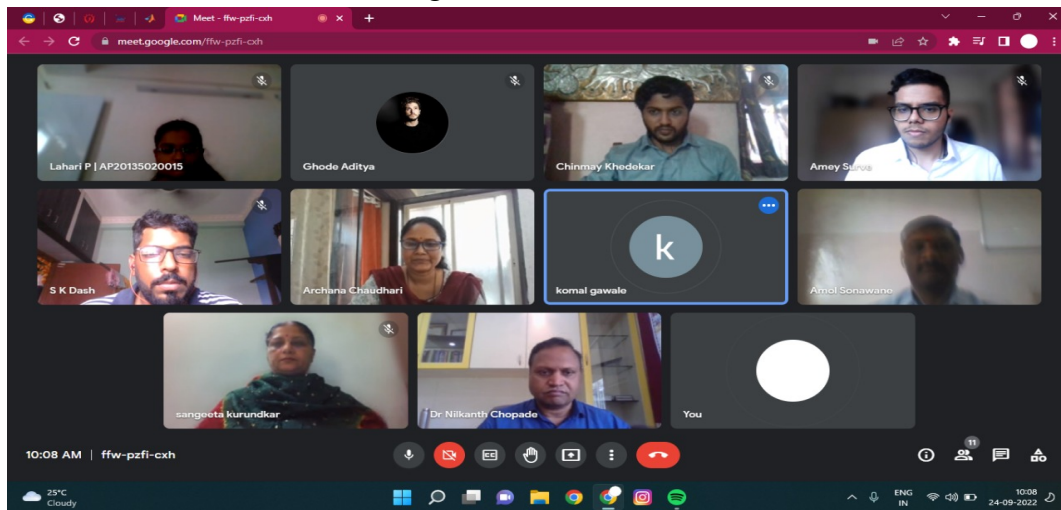 Meet - ffw-pzfi-cxh
meet.google.com/ffw-pzfi-cxh
Lahari P | AP20135020015
Ghode Aditya
Chinmay Khedekar
Amey Surve
S K Dash
Archana Chaudhari
k
komal gawale
Amol Sonawane
sangeeta kurundkar
Dr Nilkanth Chopade
You
10:08 AM | ffw-pzfi-cxh
CC
11
25°C
Cloudy
ENG
IN
10:08
24-09-2022